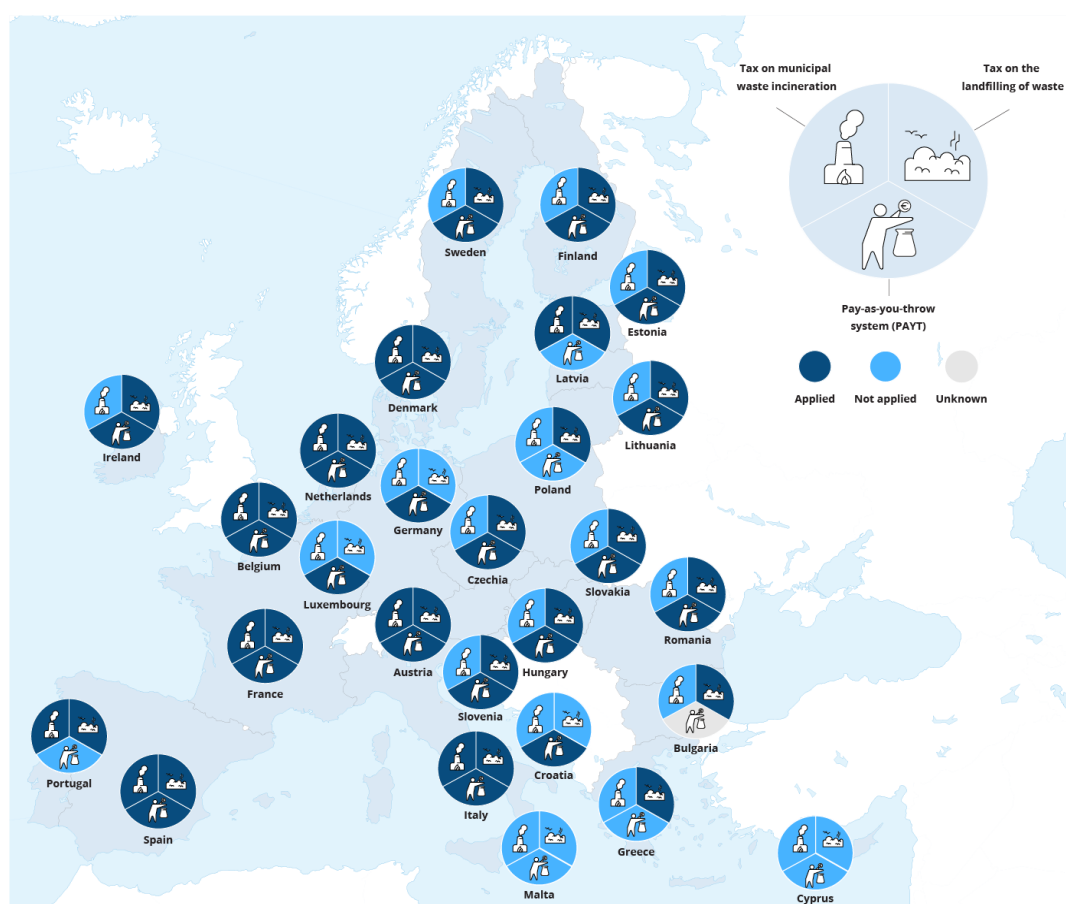 Tax on municipal
waste incineration
Tax on the
landfilling of waste
Pay-as-you-throw
system (PAYT)
Applied
Not applied
Unknown
Sweden
Finland
Estonia
Latvia
Denmark
Lithuania
Ireland
Netherlands
Poland
Germany
Belgium
Czechia
Luxembourg
Slovakia
Romania
Austria
Hungary
France
Slovenia
Bulgaria
Croatia
Portugal
Italy
Spain
Greece
Malta
Cyprus